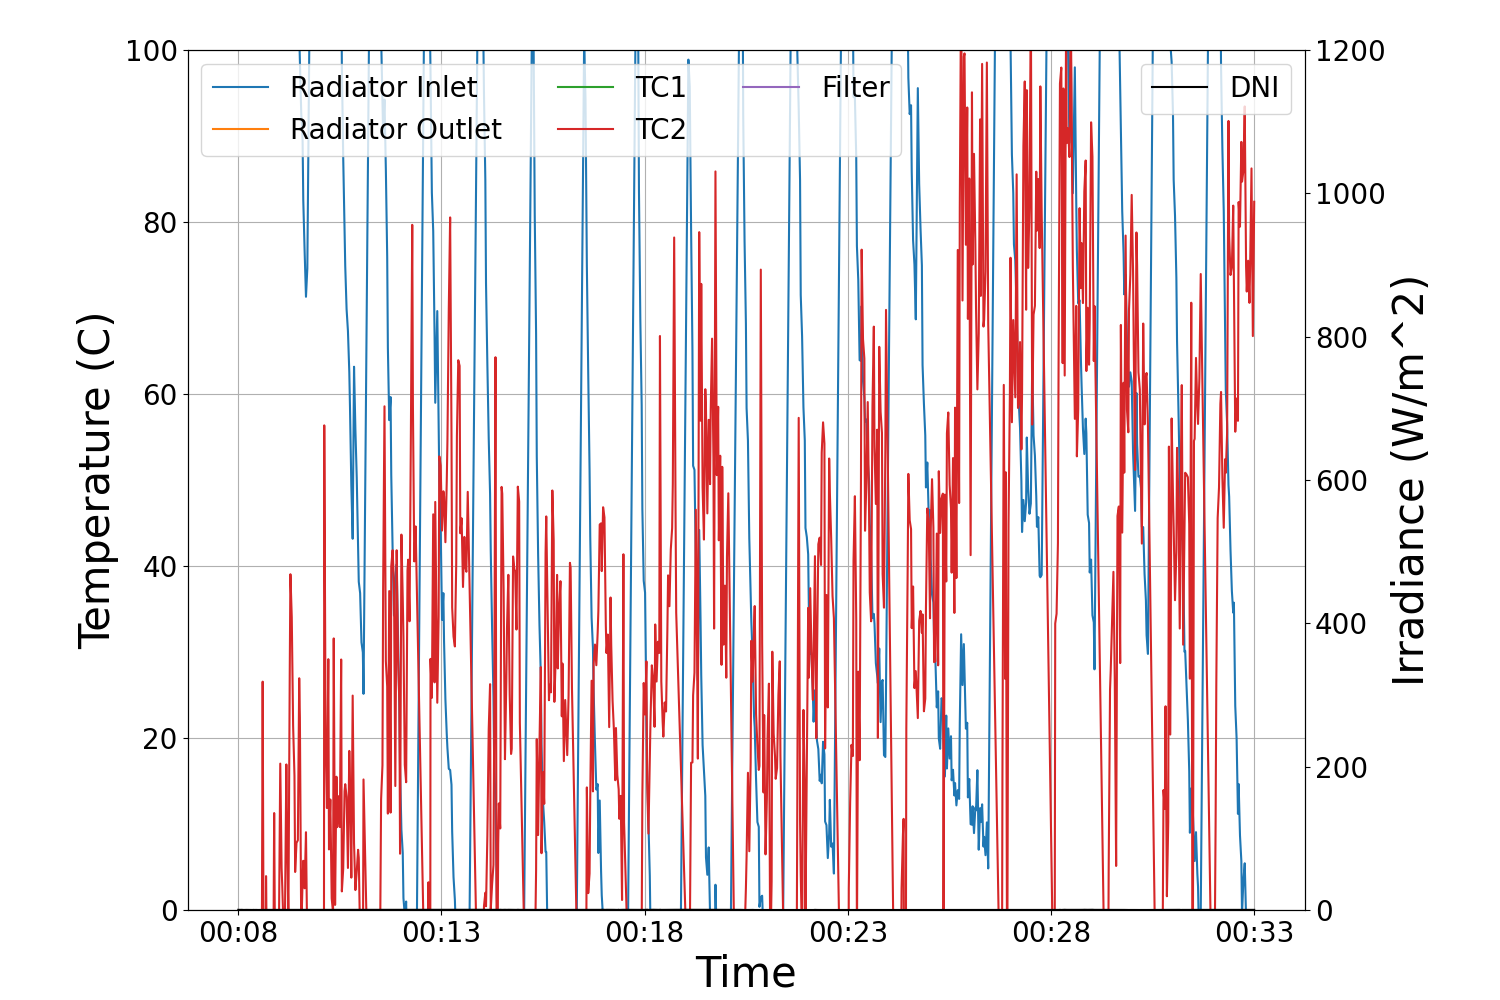 100
80
60
40
20
0
Temperature (C)
Radiator Inlet
Radiator Outlet
TC1
TC2
Filter
DNI
1200
1000
800
600
400
200
0
Irradiance (W/m^2)
00:08 00:13 00:18 00:23 00:28 00:33
Time